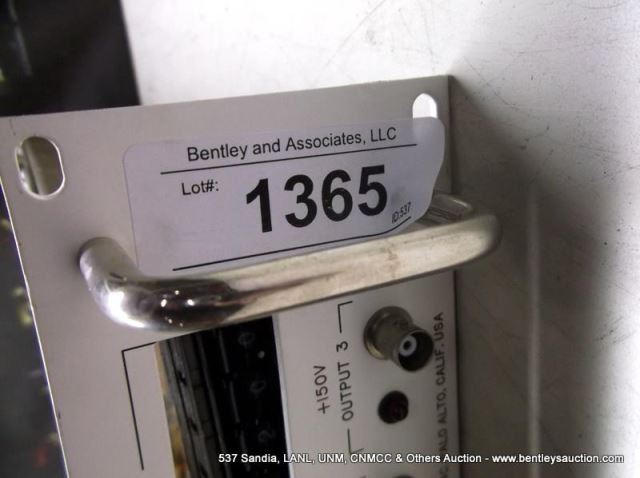 Bentley and Associates, LLC
Lot#:
1365
ID:537
+150V
OUTPUT 3
ALO ALTO, CALIF. USA
537 Sandia, LANL, UNM, CNMCC & Others Auction - www.bentleysauction.com